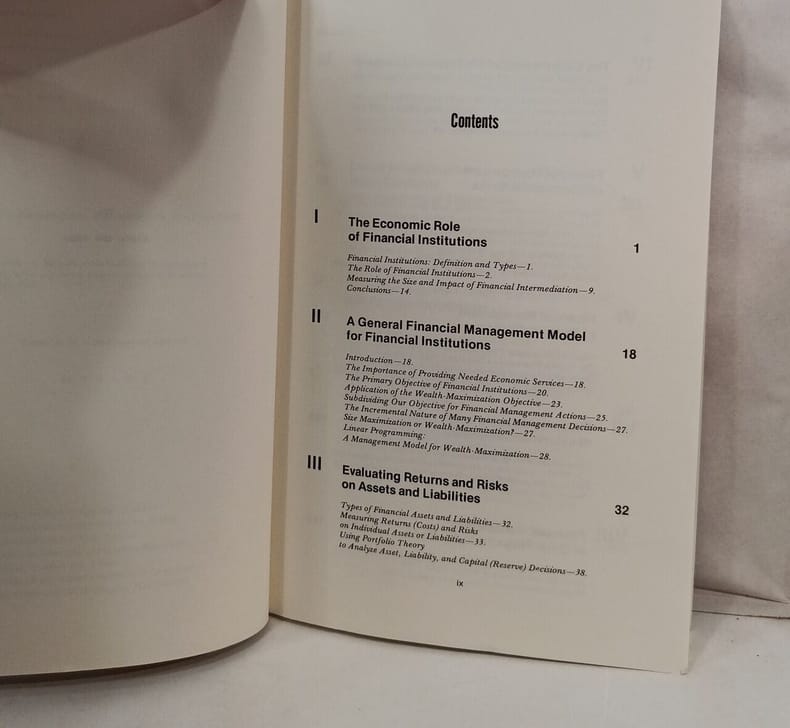 Contents
I
The Economic Role
of Financial Institutions 1
Financial Institutions: Definition and Types—1.
The Role of Financial Institutions—2.
Measuring the Size and Impact of Financial Intermediation—9.
Conclusions—14.
II
A General Financial Management Model
for Financial Institutions 18
Introduction—18.
The Importance of Providing Needed Economic Services—18.
The Primary Objective of Financial Institutions—20.
Application of the Wealth-Maximization Objective—23.
Subdividing Our Objective for Financial Management Actions—25.
The Incremental Nature of Many Financial Management Decisions—27.
Size Maximization or Wealth-Maximization?—27.
Linear Programming:
A Management Model for Wealth-Maximization—28.
III
Evaluating Returns and Risks
on Assets and Liabilities 32
Types of Financial Assets and Liabilities—32.
Measuring Returns (Costs) and Risks
on Individual Assets or Liabilities—33.
Using Portfolio Theory
to Analyze Asset, Liability, and Capital (Reserve) Decisions—38.
ix